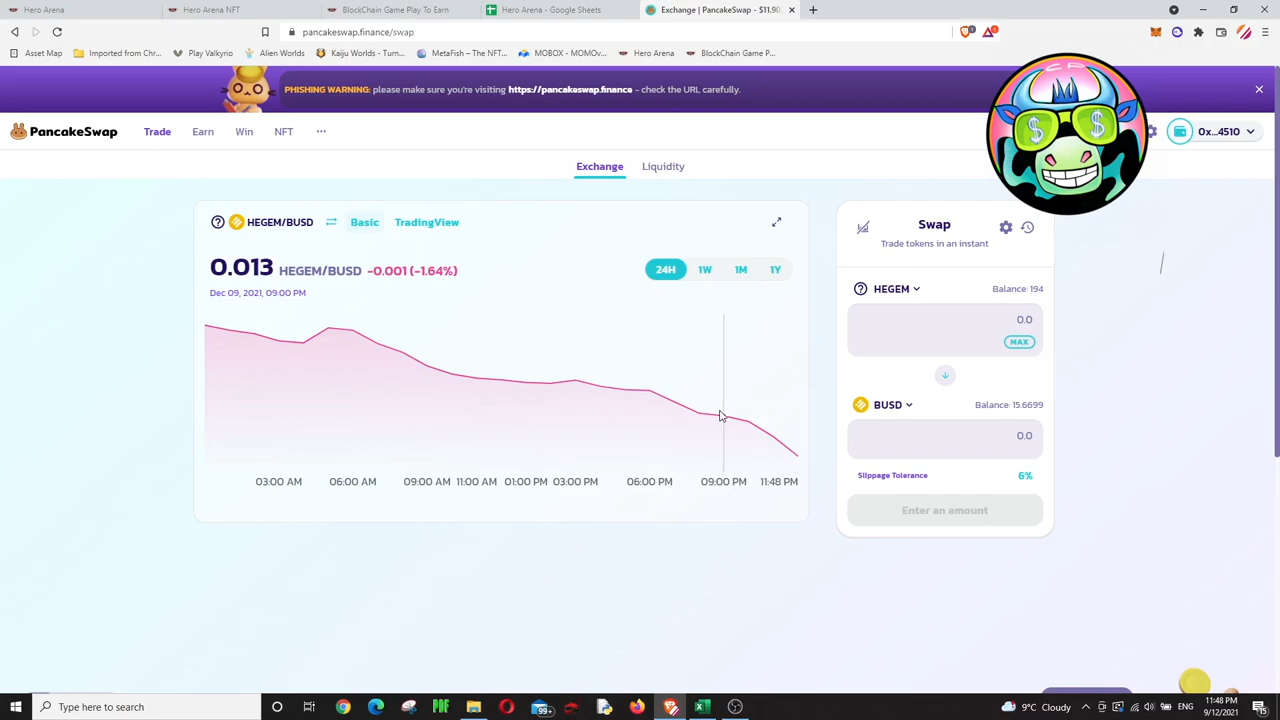 Hero Arena
Hero Arena NFT
BlockChain Game Play To Earn
Hero Arena - Google Sheets
Exchange | PancakeSwap - $11.90
pancakeswap.finance/swap
Asset Map
Imported from Chr...
Play Valkyrio
Alien Worlds
Kaiju Worlds - Turn...
MetaFish – The NFT...
MOBOX - MOMOv...
Hero Arena
BlockChain Game P...
PHISHING WARNING: please make sure you're visiting https://pancakeswap.finance - check the URL carefully.
PancakeSwap
Trade
Earn
Win
NFT
0x...4510
C P
Exchange
Liquidity
HEGEM/BUSD
Basic
TradingView
0.013 HEGEM/BUSD -0.001 (-1.64%)
Dec 09, 2021, 09:00 PM
24H
1W
1M
1Y
03:00 AM
06:00 AM
09:00 AM
11:00 AM
01:00 PM
03:00 PM
06:00 PM
09:00 PM
11:48 PM
Swap
Trade tokens in an instant
HEGEM
Balance: 194
0.0
MAX
BUSD
Balance: 15.6699
0.0
Slippage Tolerance
6%
Enter an amount
Type here to search
99+
9°C Cloudy
ENG
11:48 PM
9/12/2021